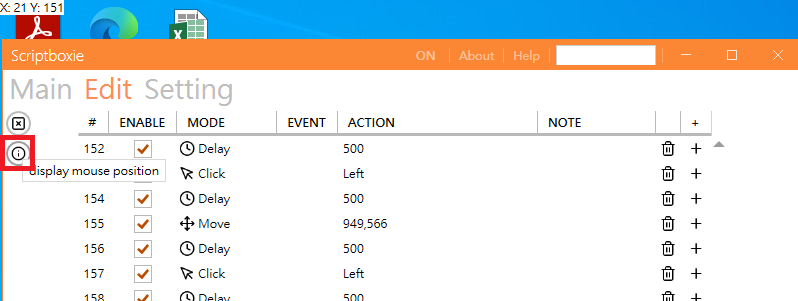 X: 21 Y: 151
Scriptboxie ON About Help
Main Edit Setting
# ENABLE MODE EVENT ACTION NOTE +
152 Delay 500
display mouse position Click Left
154 Delay 500
155 Move 949,566
156 Delay 500
157 Click Left
158 Delay 500